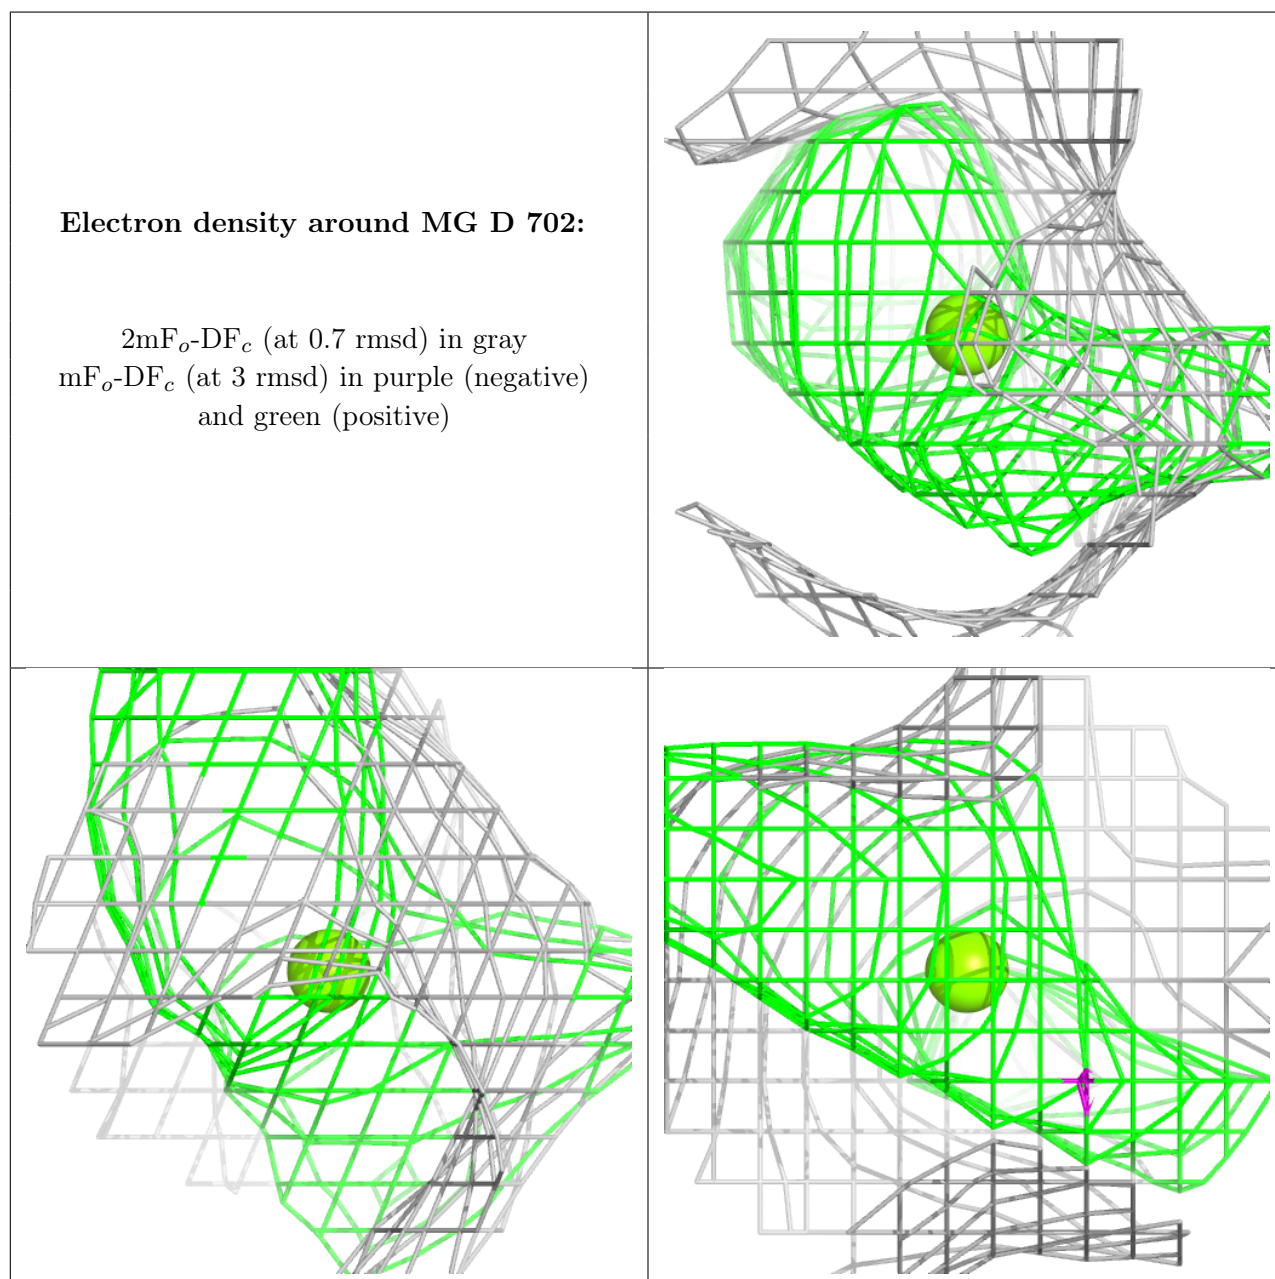 Electron density around MG D 702:
2mFo-DFc (at 0.7 rmsd) in gray
mFo-DFc (at 3 rmsd) in purple (negative)
and green (positive)